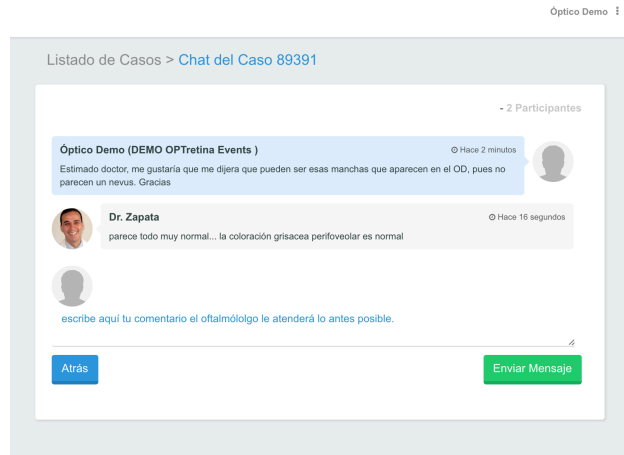 Óptico Demo
Listado de Casos > Chat del Caso 89391
- 2 Participantes
Óptico Demo (DEMO OPTretina Events )
Hace 2 minutos
Estimado doctor, me gustaría que me dijera que pueden ser esas manchas que aparecen en el OD, pues no
parecen un nevus. Gracias
Dr. Zapata
Hace 16 segundos
parece todo muy normal... la coloración grisacea perifoveolar es normal
escribe aquí tu comentario el oftalmólolgo le atenderá lo antes posible.
Atrás
Enviar Mensaje